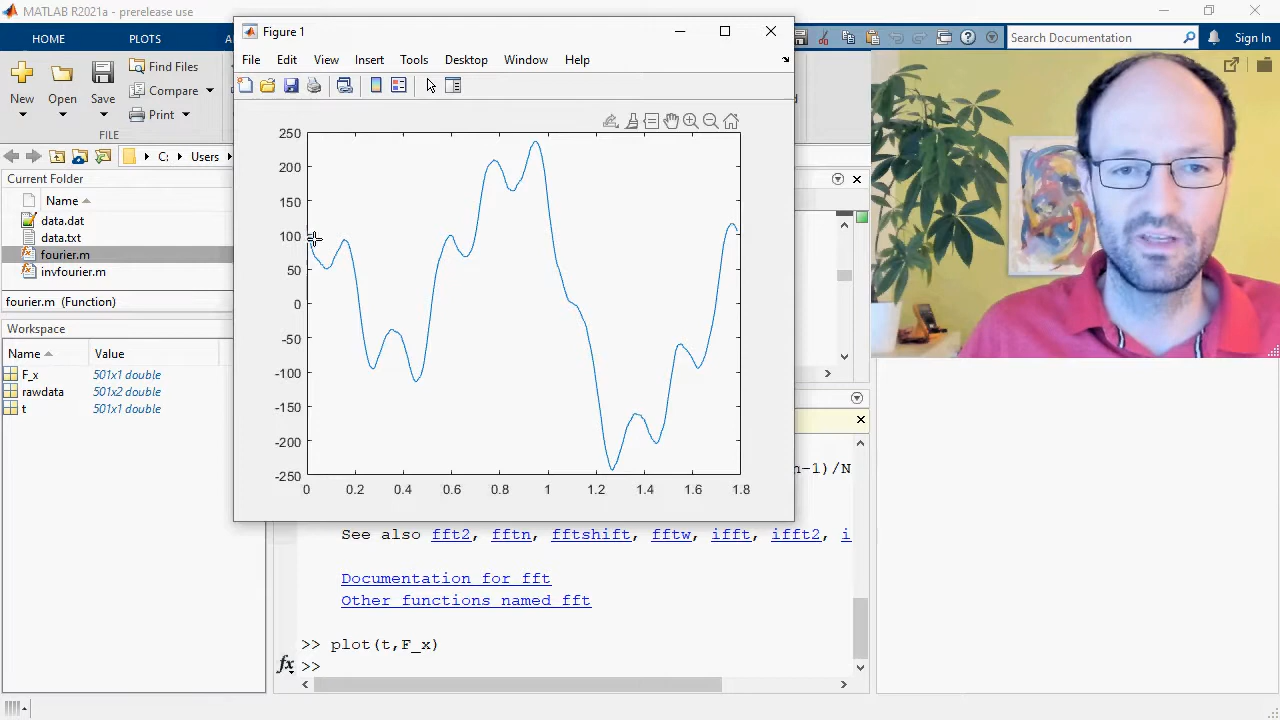 MATLAB R2021a - prerelease use
Figure 1
HOME
PLOTS
Search Documentation
Sign In
File Edit View Insert Tools Desktop Window Help
New
Open
Save
Find Files
Compare
Print
FILE
C: Users
Current Folder
Name
data.dat
data.txt
fourier.m
invfourier.m
fourier.m (Function)
Workspace
Name Value
F_x 501x1 double
rawdata 501x2 double
t 501x1 double
250
200
150
100
50
0
-50
-100
-150
-200
-250
0 0.2 0.4 0.6 0.8 1 1.2 1.4 1.6 1.8
n-1)/N
See also fft2, fftn, fftshift, fftw, ifft, ifft2, i
Documentation for fft
Other functions named fft
>> plot(t,F_x)
fx >>